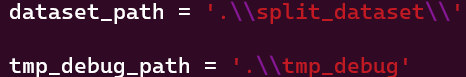 dataset_path = '.\\split_dataset\\'
tmp_debug_path = '.\\tmp_debug'